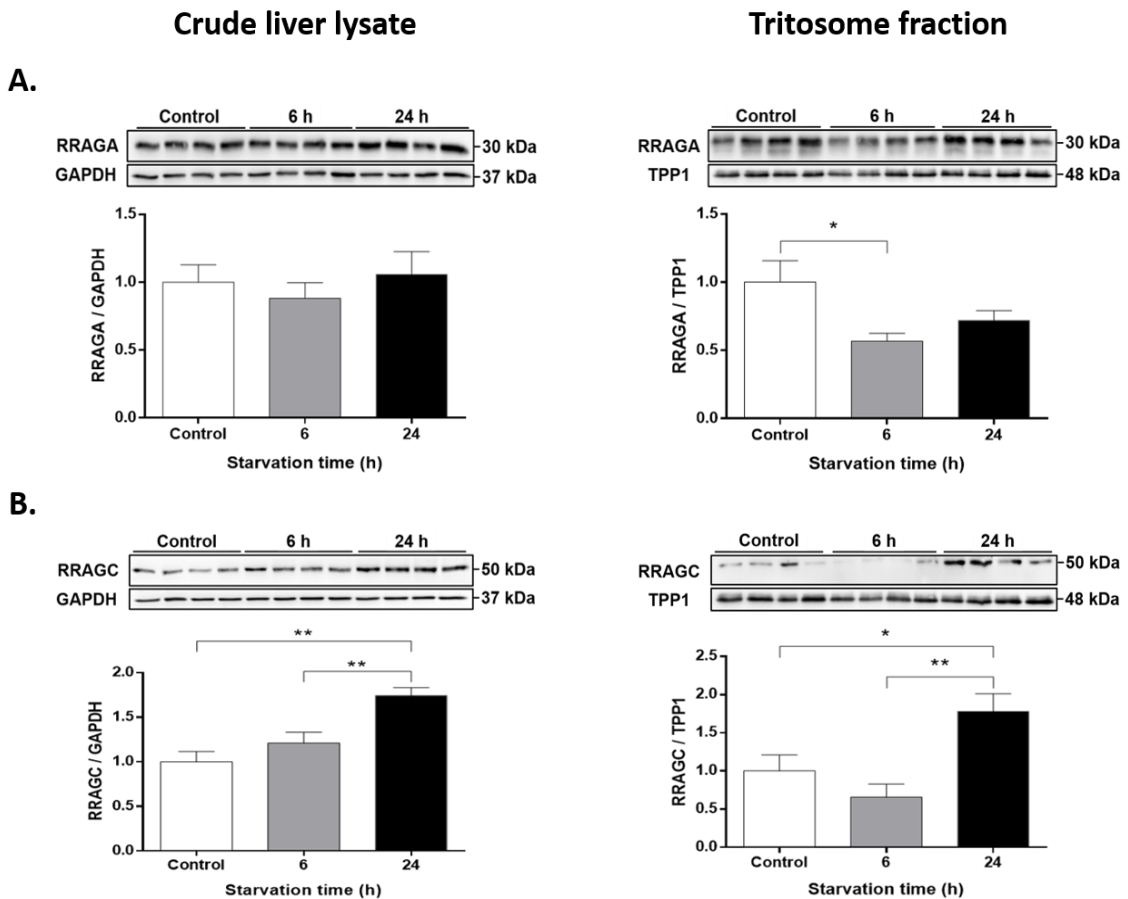 Crude liver lysate Tritosome fraction
A.
Control 6 h 24 h
RRAGA 30 kDa
GAPDH 37 kDa
1.5
1.0
0.5
0.0
RRAGA / GAPDH
Control 6 24
Starvation time (h)
Control 6 h 24 h
RRAGA 30 kDa
TPP1 48 kDa
*
1.5
1.0
0.5
0.0
RRAGA / TPP1
Control 6 24
Starvation time (h)
B.
Control 6 h 24 h
RRAGC 50 kDa
GAPDH 37 kDa
**
**
2.0
1.5
1.0
0.5
0.0
RRAGC / GAPDH
Control 6 24
Starvation time (h)
Control 6 h 24 h
RRAGC 50 kDa
TPP1 48 kDa
*
**
2.5
2.0
1.5
1.0
0.5
0.0
RRAGC / TPP1
Control 6 24
Starvation time (h)